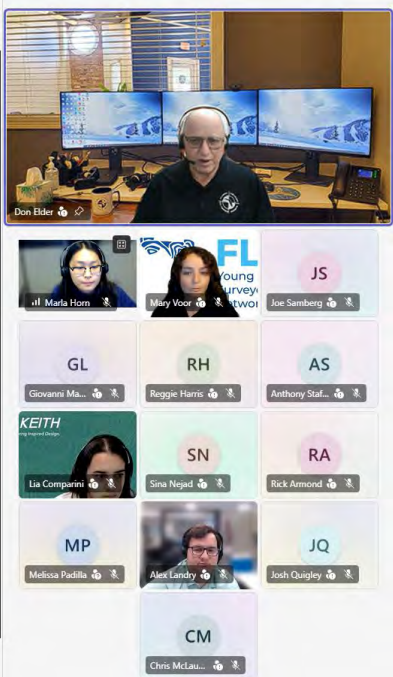 Don Elder
FL
Young
urvey
etwor
Marla Horn
Mary Voor
JS
Joe Samberg
GL
Giovanni Ma...
RH
Reggie Harris
AS
Anthony Staf...
KEITH
Lia Comparini
SN
Sina Nejad
RA
Rick Armond
MP
Melissa Padilla
Alex Landry
JQ
Josh Quigley
CM
Chris McLau...